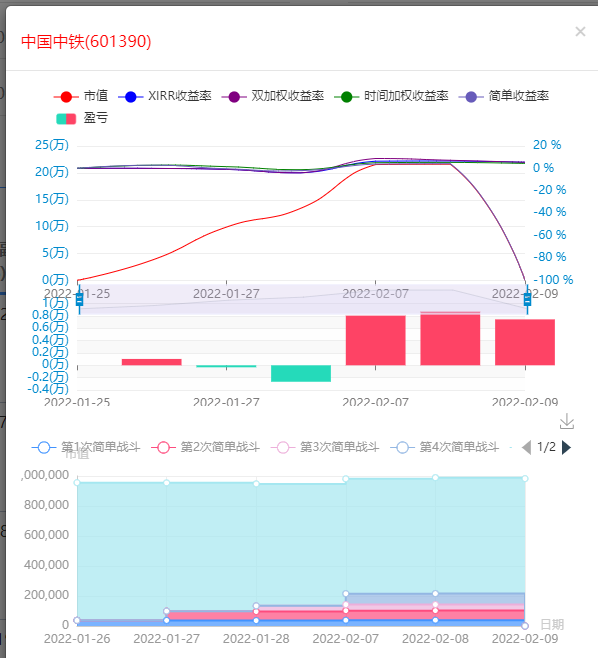 中国中铁(601390)
×
市值 XIRR收益率 双加权收益率 时间加权收益率 简单收益率
盈亏
25(万) 20 %
20(万) 0 %
-20 %
15(万)
-40 %
10(万)
-60 %
5(万)
-80 %
0(万) -100 %
2022-01-25 2022-01-27 2022-02-07 2022-02-09
1(万)
0.8(万)
0.6(万)
0.4(万)
0.2(万)
0(万)
-0.2(万)
-0.4(万)
2022-01-25 2022-01-27 2022-02-07 2022-02-09
第1次简单战斗 第2次简单战斗 第3次简单战斗 第4次简单战斗 1/2
市值
,000,000
800,000
600,000
400,000
200,000
0 日期
2022-01-26 2022-01-27 2022-01-28 2022-02-07 2022-02-08 2022-02-09